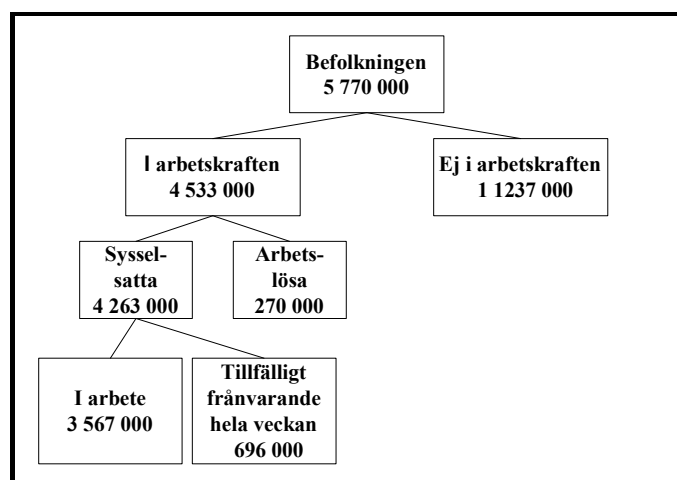 Befolkningen
5 770 000
I arbetskraften
4 533 000
Ej i arbetskraften
1 1237 000
Syssel-
satta
4 263 000
Arbets-
lösa
270 000
I arbete
3 567 000
Tillfälligt
frånvarande
hela veckan
696 000